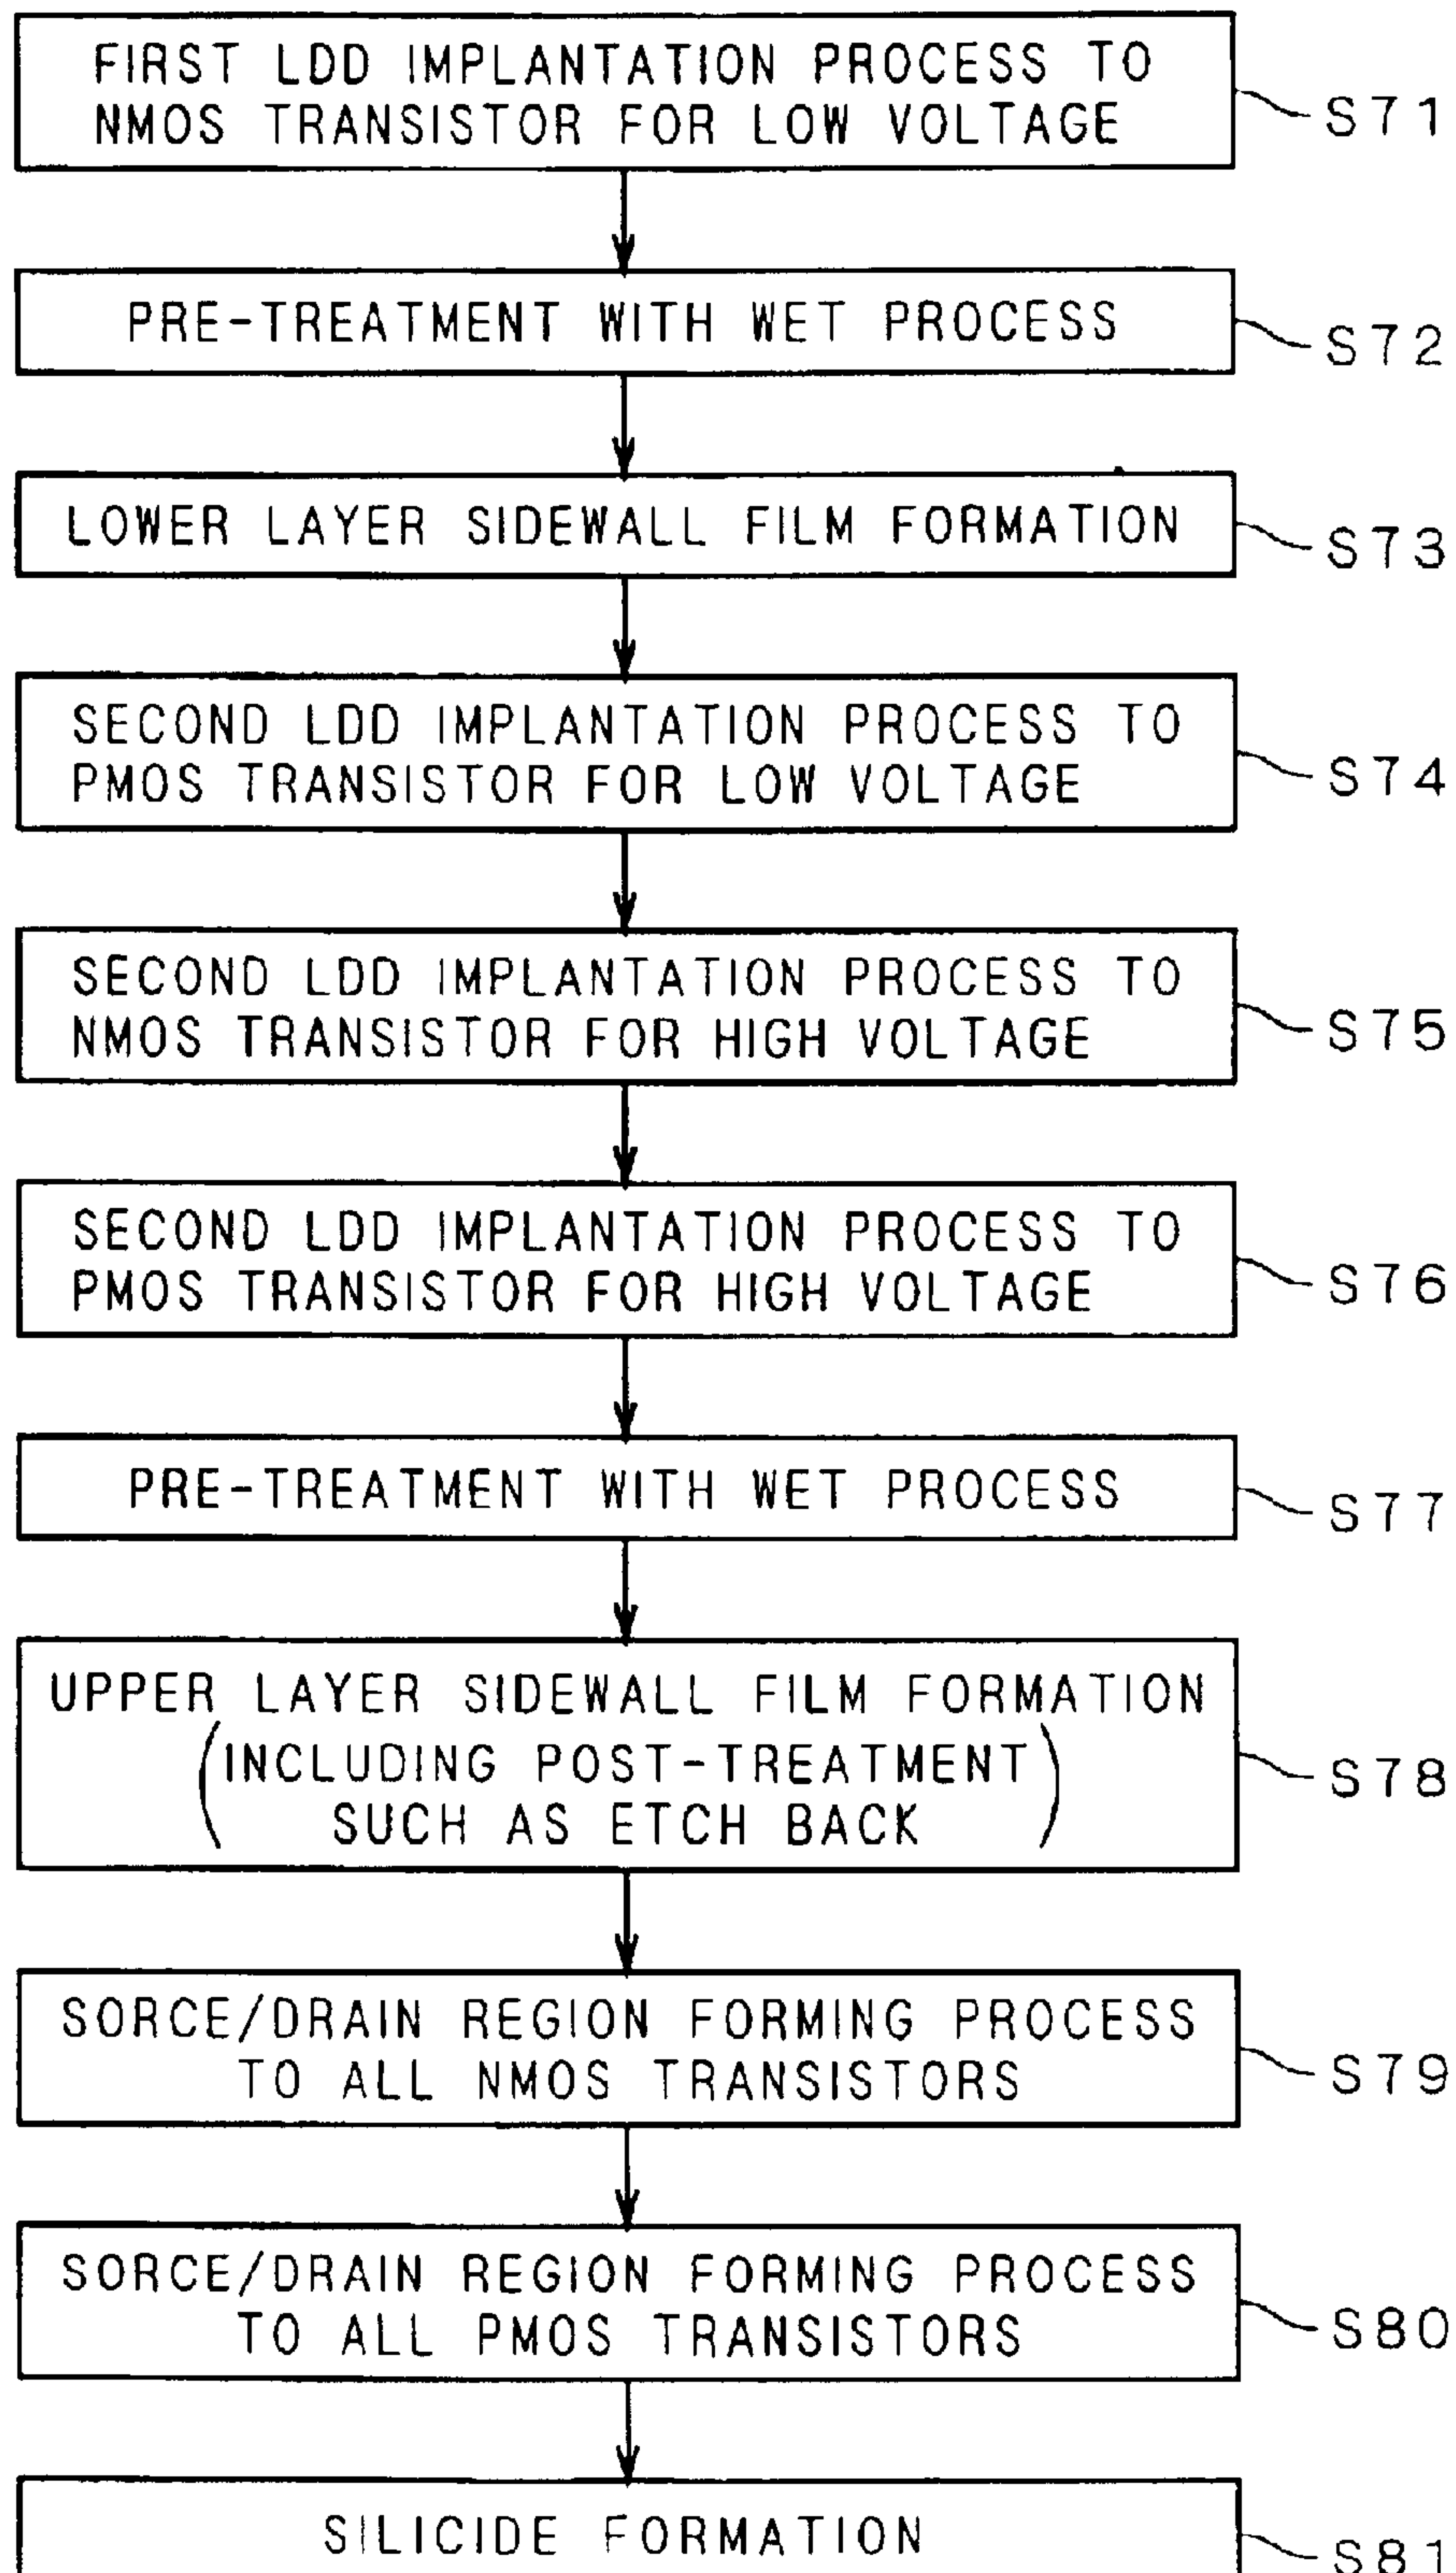 FIRST LDD IMPLANTATION PROCESS TO
NMOS TRANSISTOR FOR LOW VOLTAGE
S71
PRE-TREATMENT WITH WET PROCESS
S72
LOWER LAYER SIDEWALL FILM FORMATION
S73
SECOND LDD IMPLANTATION PROCESS TO
PMOS TRANSISTOR FOR LOW VOLTAGE
S74
SECOND LDD IMPLANTATION PROCESS TO
NMOS TRANSISTOR FOR HIGH VOLTAGE
S75
SECOND LDD IMPLANTATION PROCESS TO
PMOS TRANSISTOR FOR HIGH VOLTAGE
S76
PRE-TREATMENT WITH WET PROCESS
S77
UPPER LAYER SIDEWALL FILM FORMATION
(INCLUDING POST-TREATMENT
SUCH AS ETCH BACK)
S78
SORCE/DRAIN REGION FORMING PROCESS
TO ALL NMOS TRANSISTORS
S79
SORCE/DRAIN REGION FORMING PROCESS
TO ALL PMOS TRANSISTORS
S80
SILICIDE FORMATION
S81